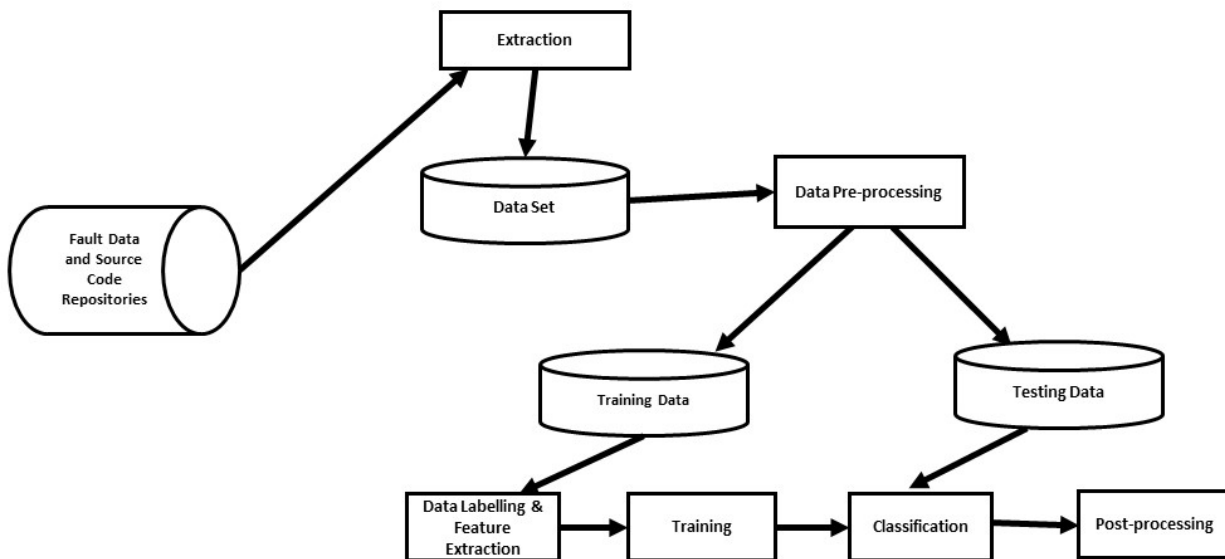 Extraction
Data Set
Data Pre-processing
Fault Data
and Source
Code
Repositories
Training Data
Testing Data
Data Labelling &
Feature
Extraction
Training
Classification
Post-processing